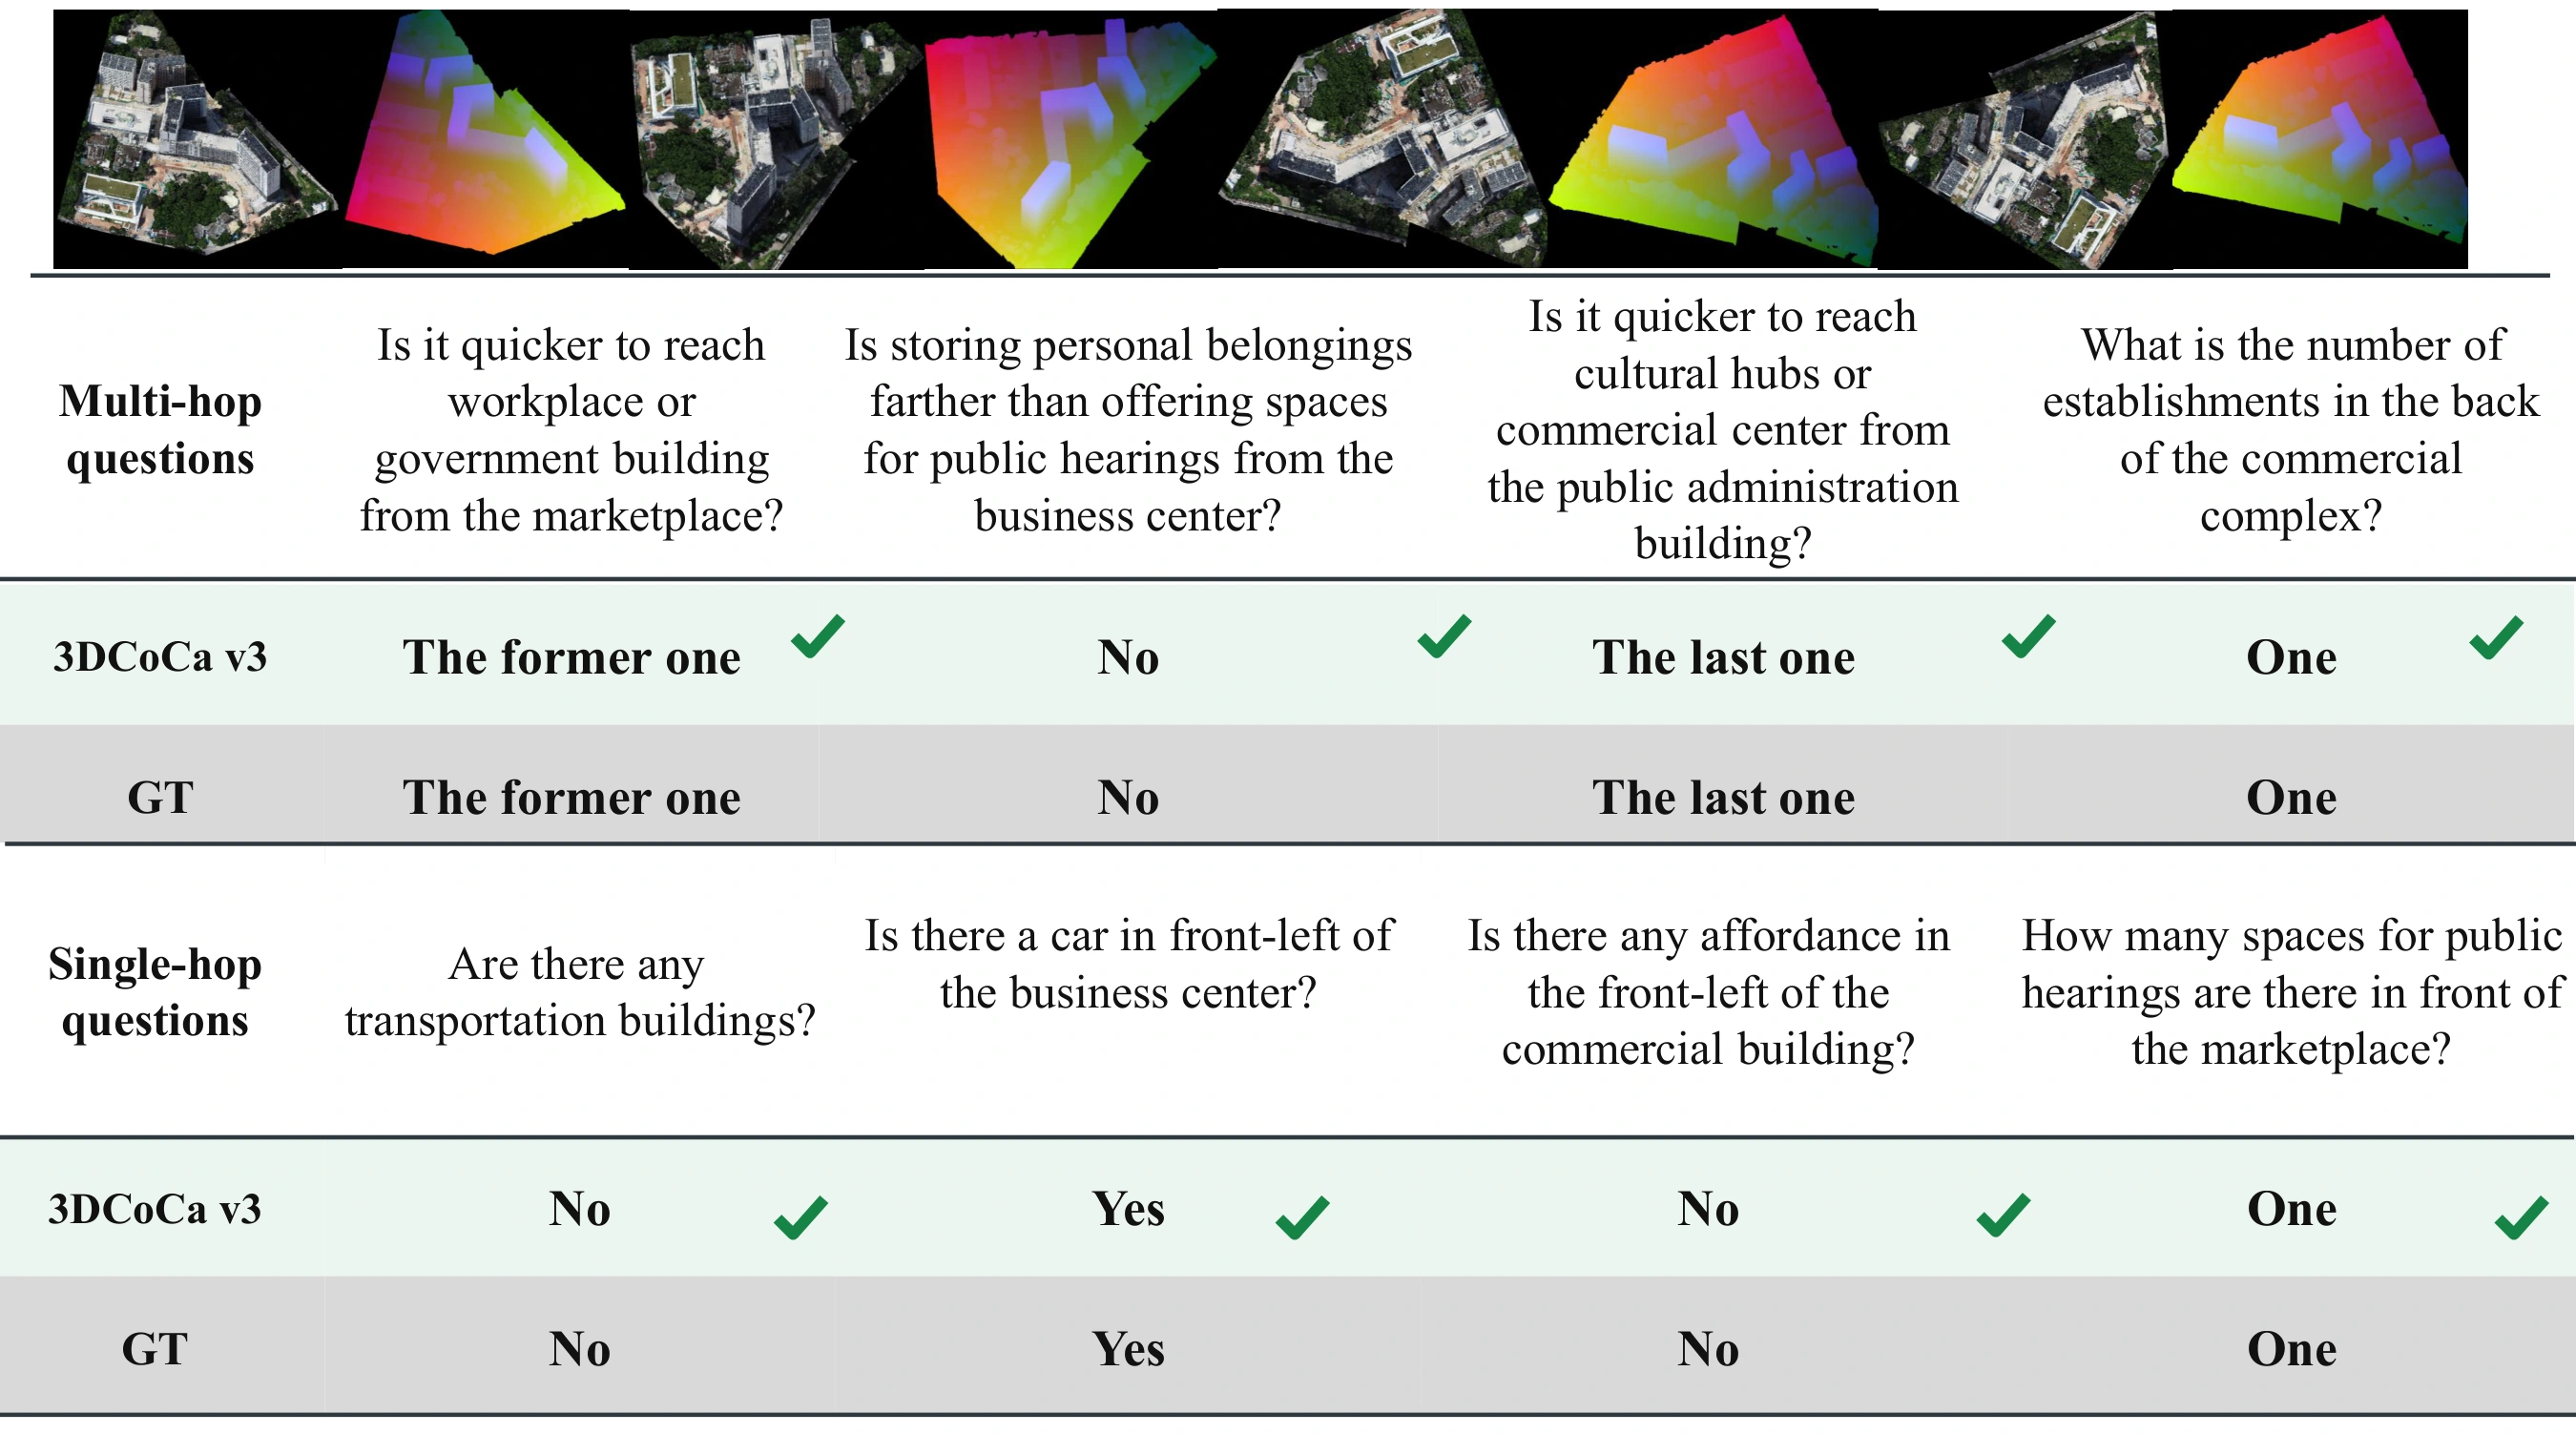 Multi-hop
questions
Is it quicker to reach
workplace or
government building
from the marketplace?
Is storing personal belongings
farther than offering spaces
for public hearings from the
business center?
Is it quicker to reach
cultural hubs or
commercial center from
the public administration
building?
What is the number of
establishments in the back
of the commercial
complex?
3DCoCa v3
The former one
No
The last one
One
GT
The former one
No
The last one
One
Single-hop
questions
Are there any
transportation buildings?
Is there a car in front-left of
the business center?
Is there any affordance in
the front-left of the
commercial building?
How many spaces for public
hearings are there in front of
the marketplace?
3DCoCa v3
No
Yes
No
One
GT
No
Yes
No
One